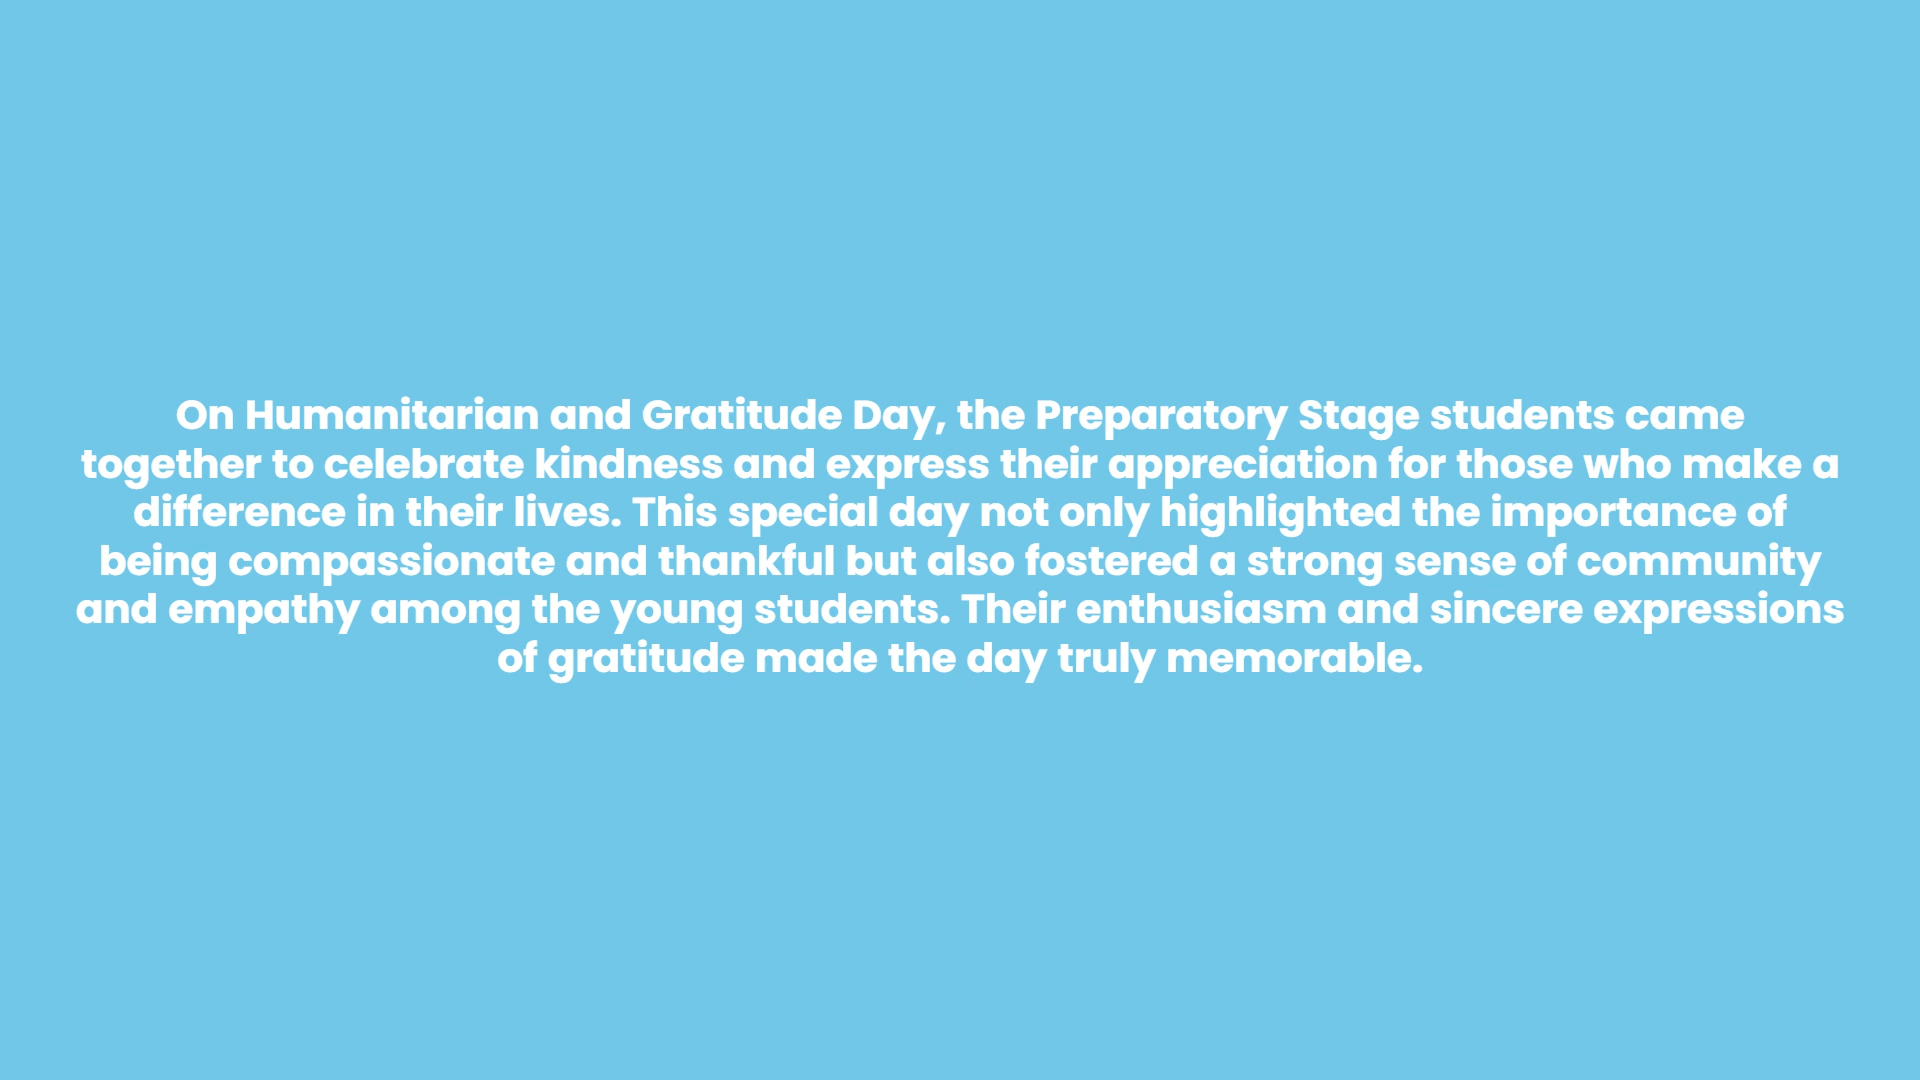 On Humanitarian and Gratitude Day, the Preparatory Stage students came
together to celebrate kindness and express their appreciation for those who make a
difference in their lives. This special day not only highlighted the importance of
being compassionate and thankful but also fostered a strong sense of community
and empathy among the young students. Their enthusiasm and sincere expressions
of gratitude made the day truly memorable.